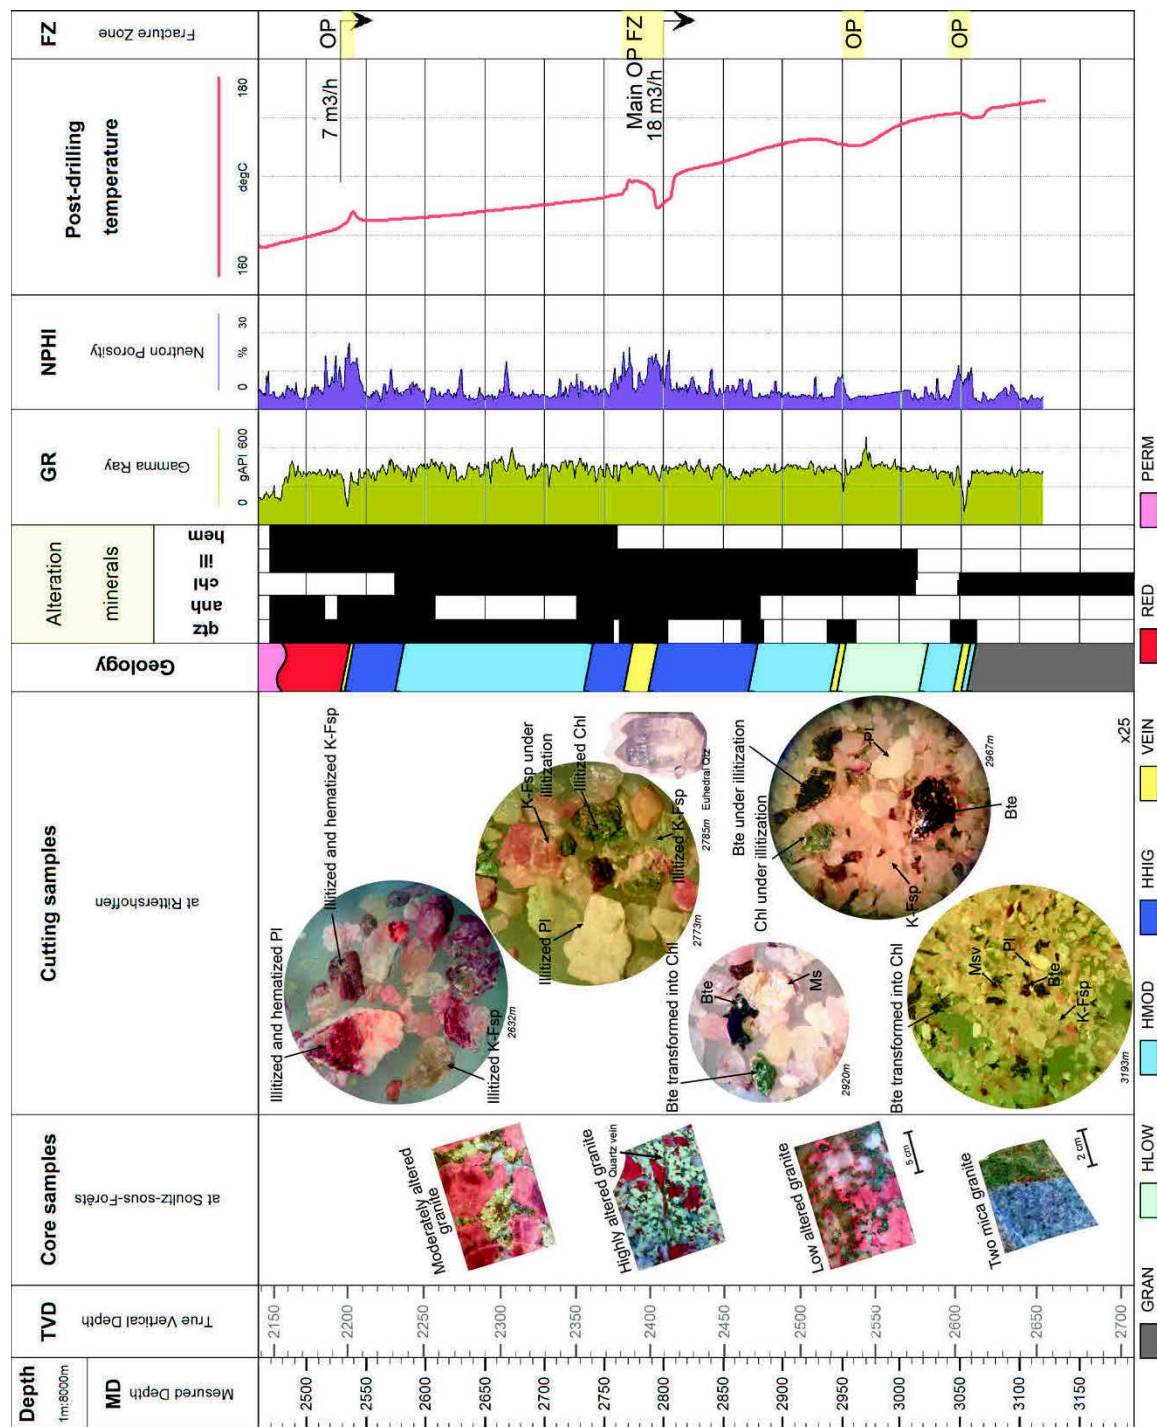 Depth
1m:8000m
MD
Mesured Depth
TVD
True Vertical Depth
Core samples
at Soultz-sous-Forêts
Cutting samples
at Rittershoffen
Geology
Alteration
minerals
qtz
anh
chl
ill
hem
GR
Gamma Ray
0 gAPI 600
NPHI
Neutron Porosity
0 % 30
Post-drilling
temperature
160 degC 180
FZ
Fracture Zone
2500
2550
2600
2650
2700
2750
2800
2850
2900
2950
3000
3050
3100
3150
2150
2200
2250
2300
2350
2400
2450
2500
2550
2600
2650
2700
Moderately altered
granite
Highly altered granite
Quartz vein
Low altered granite
5 cm
Two mica granite
2 cm
Illitized and hematized Pl
Illitized and hematized K-Fsp
Illitized K-Fsp
2632m
K-Fsp under
illitization
Illitized Chl
Illitized Pl
Illitized K-Fsp
2773m
2785m
Euhedral Qtz
Bte transformed into Chl
Bte
Ms
2920m
Bte under illitization
Chl under illitization
Pl
K-Fsp
Bte
2967m
Bte transformed into Chl
Msv
Pl
Bte
K-Fsp
3193m
x25
7 m3/h
OP
Main OP FZ
18 m3/h
OP
OP
GRAN
HLOW
HMOD
HHIG
VEIN
RED
PERM